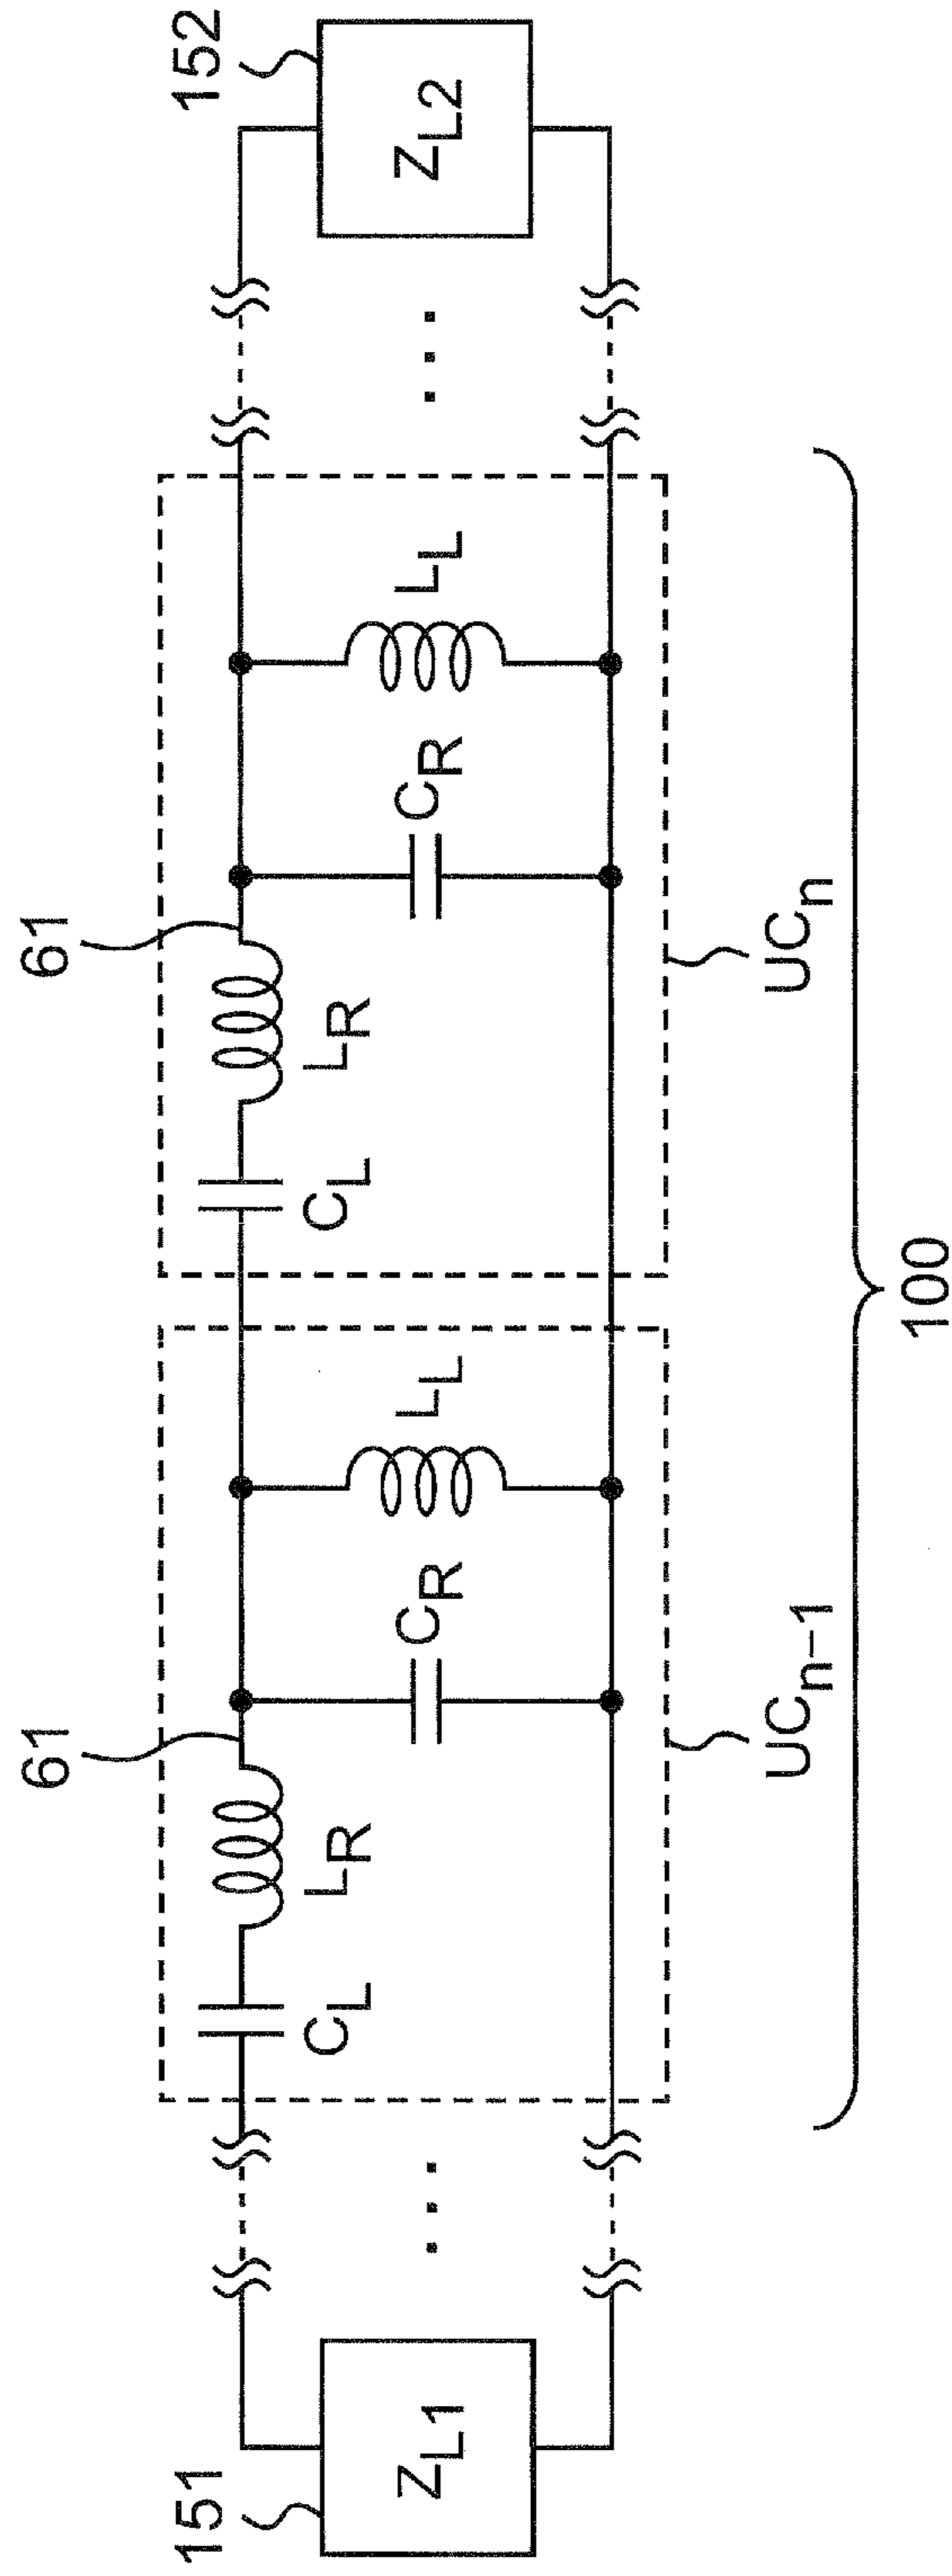 151
Z_L1
C_L
L_R
61
C_R
L_L
UC_n−1
C_L
L_R
61
C_R
L_L
UC_n
100
152
Z_L2